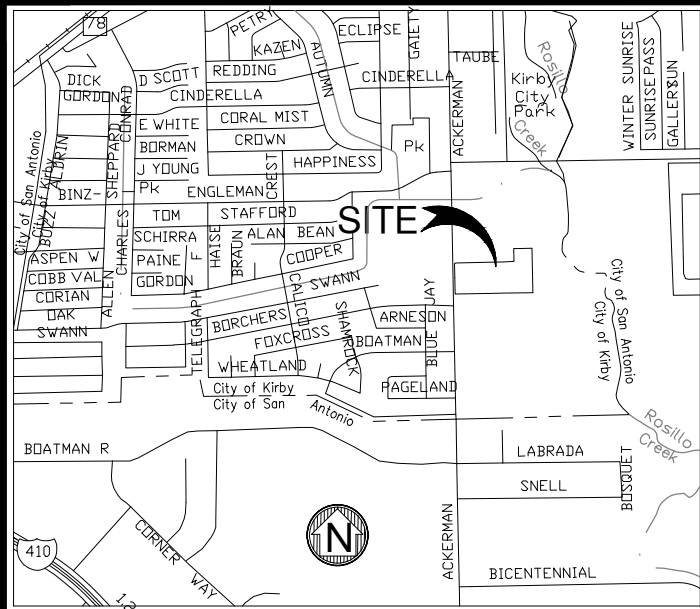 78
PETRY
KAZEN
AUTUMN
ECLIPSE
GAIETY
TAUBE
CINDERELLA
Rosillo
Creek
Kirby
City
Park
WINTER SUNRISE
SUNRISEPASS
GALLERY
SUN
DICK
GORDON
CONRAD
D SCOTT
REDDING
CINDERELLA
CORAL MIST
E WHITE
CROWN
BORMAN
J YOUNG
Pk
HAPPINESS
Pk
ACKERMAN
City of San Antonio
City of Kirby
BUZZ ALDRIN
SHEPPARD
ALLEN
CHARLES
BINZ-
ENGLEMAN
CREST
TOM
STAFFORD
SCHIRRA
ALAN BEAN
HAISE
BRAUN
COOPER
SITE
ASPEN W
PAINE
COBB VAL
GORDON
F
CORIAN
OAK
SWANN
TELEGRAPH
CALICO
SWANN
BORCHERS
FOXCROSS
SHAMROCK
ARNESON
BOATMAN
BLUE JAY
WHEATLAND
PAGELAND
City of Kirby
City of San Antonio
City of San Antonio
City of Kirby
Rosillo
Creek
BOATMAN R
LABRADA
SNELL
BOSQUET
ACKERMAN
N
410
CORNER WAY
BICENTENNIAL